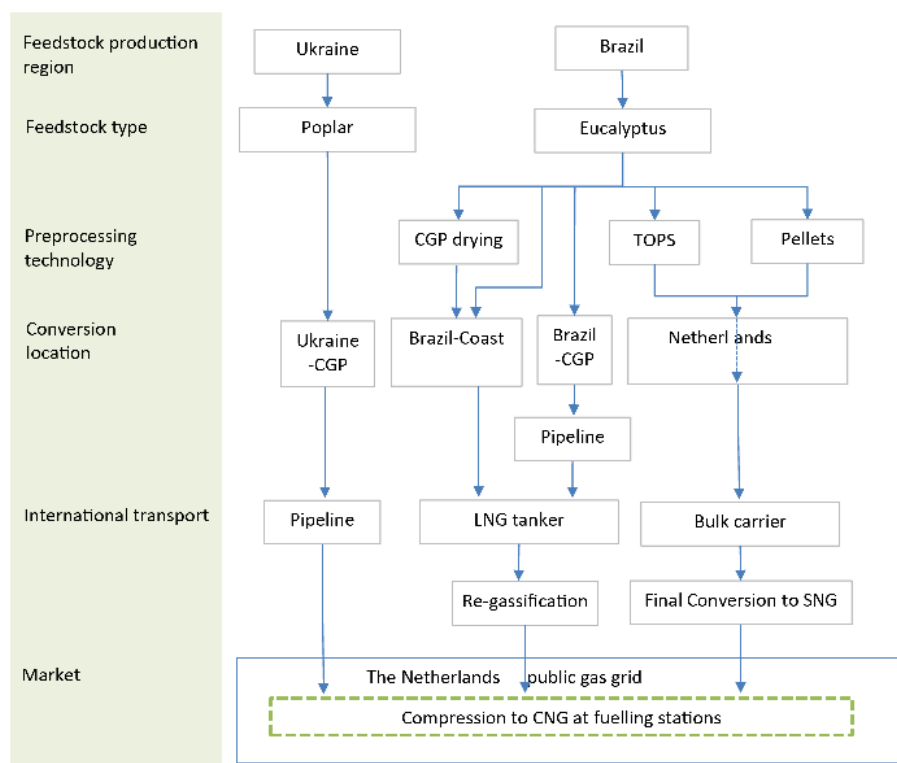 Feedstock production
region
Ukraine
Brazil
Feedstock type
Poplar
Eucalyptus
Preprocessing
technology
CGP drying
TOPS
Pellets
Conversion
location
Ukraine
-CGP
Brazil-Coast
Brazil
-CGP
Netherlands
Pipeline
International transport
Pipeline
LNG tanker
Bulk carrier
Re-gassification
Final Conversion to SNG
Market
The Netherlands public gas grid
Compression to CNG at fuelling stations